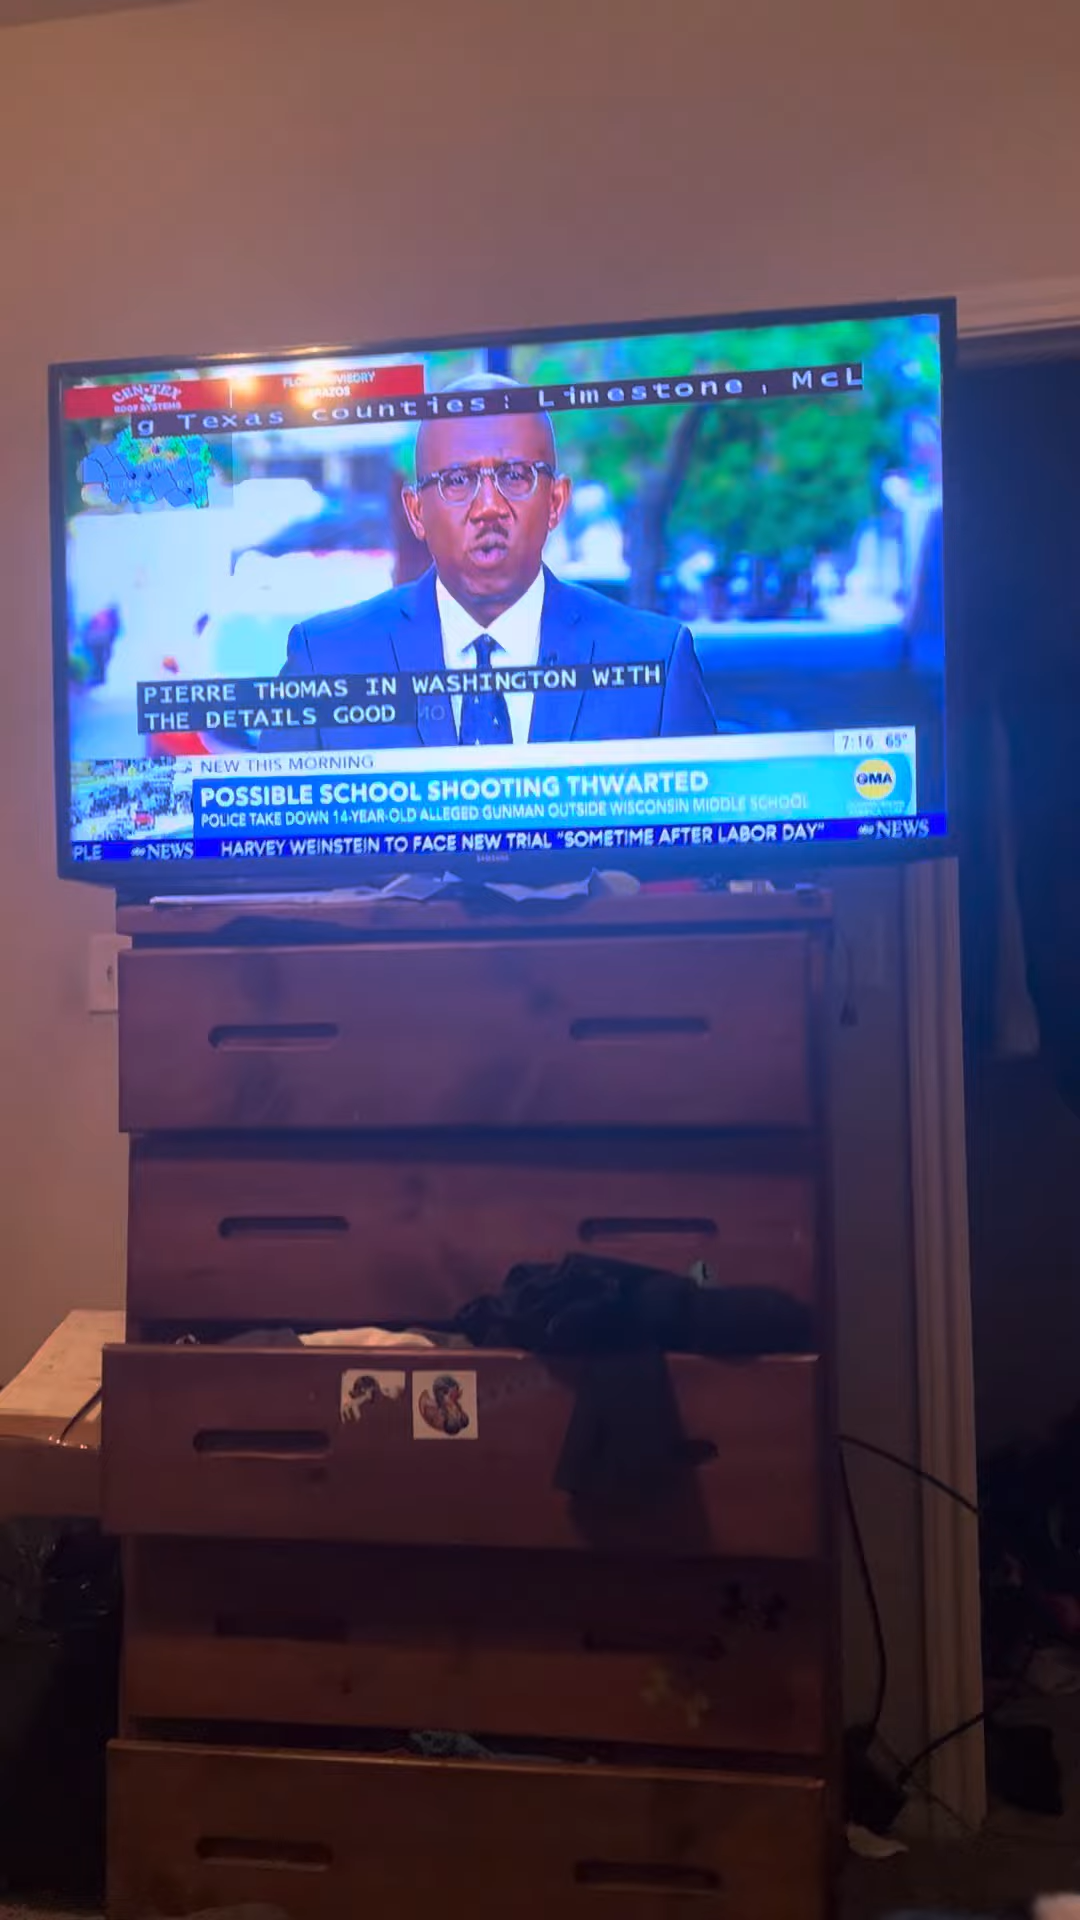 CEN-TEX
ROOF SYSTEMS
FLOOD ADVISORY
BRAZOS
g Texas counties: Limestone, McL
PIERRE THOMAS IN WASHINGTON WITH
THE DETAILS GOOD MO
7:16 65°
NEW THIS MORNING
POSSIBLE SCHOOL SHOOTING THWARTED
POLICE TAKE DOWN 14-YEAR-OLD ALLEGED GUNMAN OUTSIDE WISCONSIN MIDDLE SCHOOL
GMA
PLE abc NEWS HARVEY WEINSTEIN TO FACE NEW TRIAL "SOMETIME AFTER LABOR DAY" abc NEWS
SAMSUNG